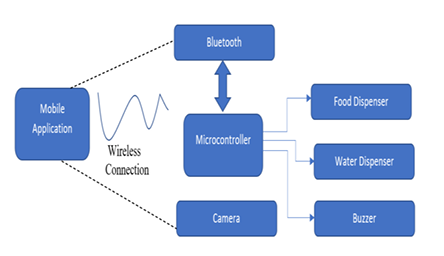 Bluetooth
Mobile
Application
Food Dispenser
Microcontroller
Wireless
Connection
Water Dispenser
Camera
Buzzer